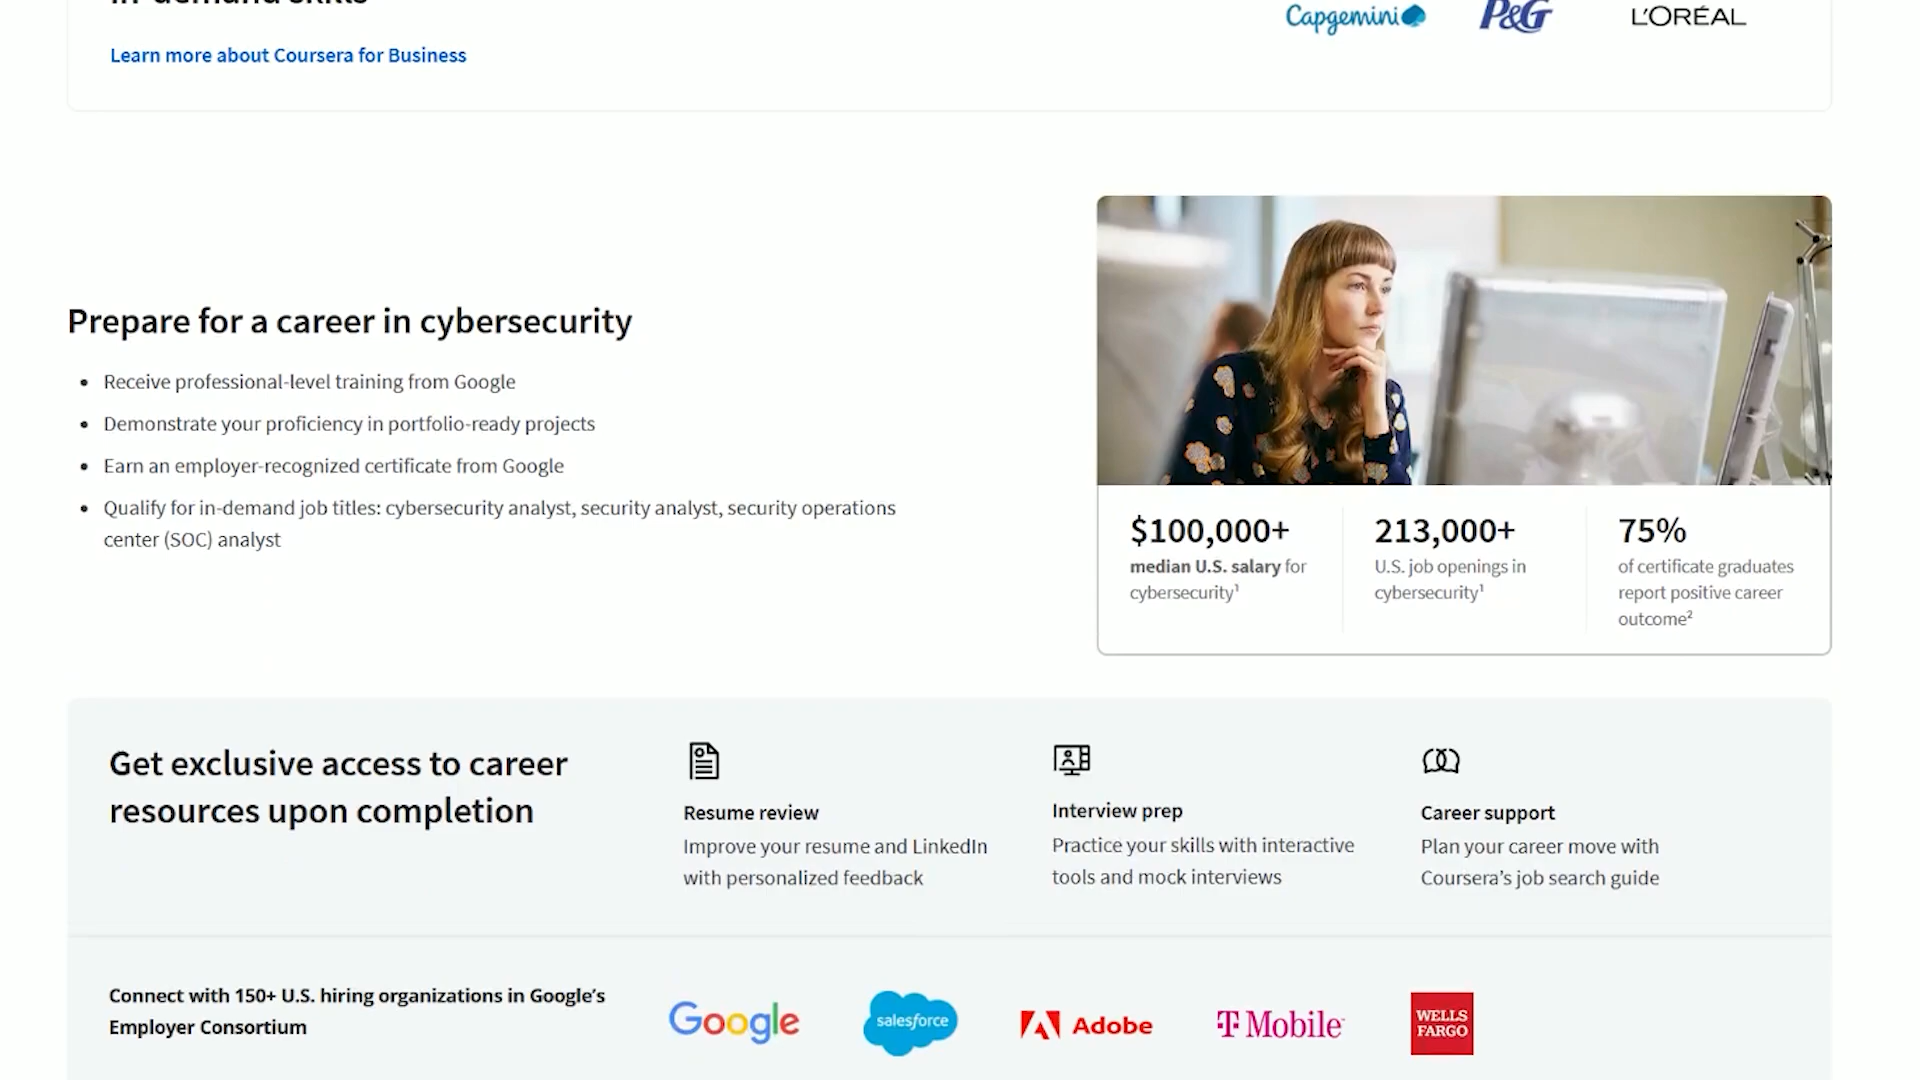 in-demand skills
Capgemini
P&G
L'ORÉAL
Learn more about Coursera for Business
Prepare for a career in cybersecurity
• Receive professional-level training from Google
• Demonstrate your proficiency in portfolio-ready projects
• Earn an employer-recognized certificate from Google
• Qualify for in-demand job titles: cybersecurity analyst, security analyst, security operations
center (SOC) analyst
$100,000+
median U.S. salary for
cybersecurity¹
213,000+
U.S. job openings in
cybersecurity¹
75%
of certificate graduates
report positive career
outcome²
Get exclusive access to career
resources upon completion
Resume review
Improve your resume and LinkedIn
with personalized feedback
Interview prep
Practice your skills with interactive
tools and mock interviews
Career support
Plan your career move with
Coursera’s job search guide
Connect with 150+ U.S. hiring organizations in Google’s
Employer Consortium
Google
salesforce
Adobe
T Mobile
WELLS
FARGO